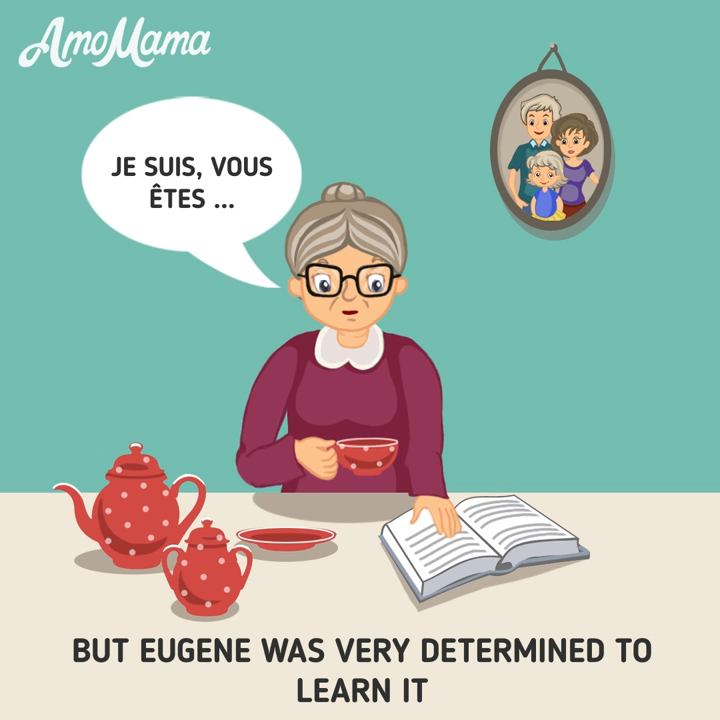 AmoMama
JE SUIS, VOUS
ÊTES ...
BUT EUGENE WAS VERY DETERMINED TO
LEARN IT